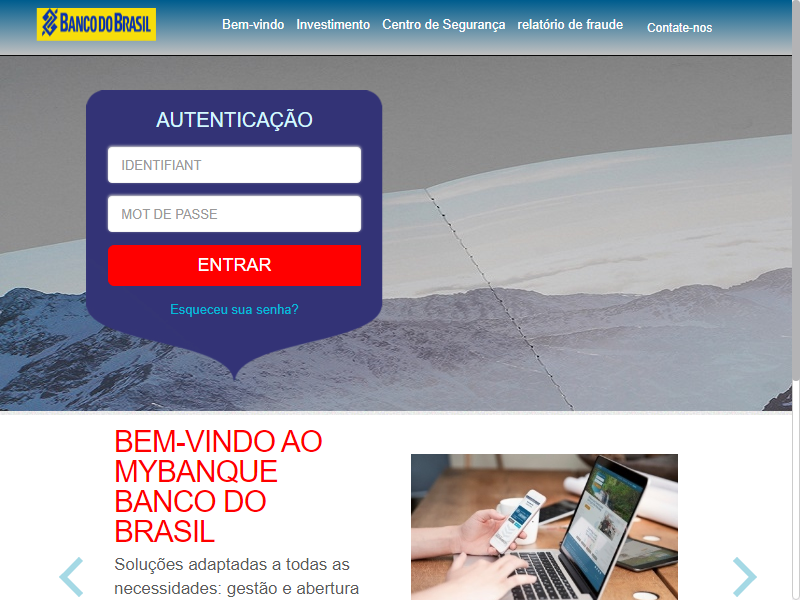 BANCO DO BRASIL
Bem-vindo Investimento Centro de Segurança relatório de fraude Contate-nos
AUTENTICAÇÃO
IDENTIFIANT
MOT DE PASSE
ENTRAR
Esqueceu sua senha?
BEM-VINDO AO
MYBANQUE
BANCO DO
BRASIL
Soluções adaptadas a todas as
necessidades: gestão e abertura